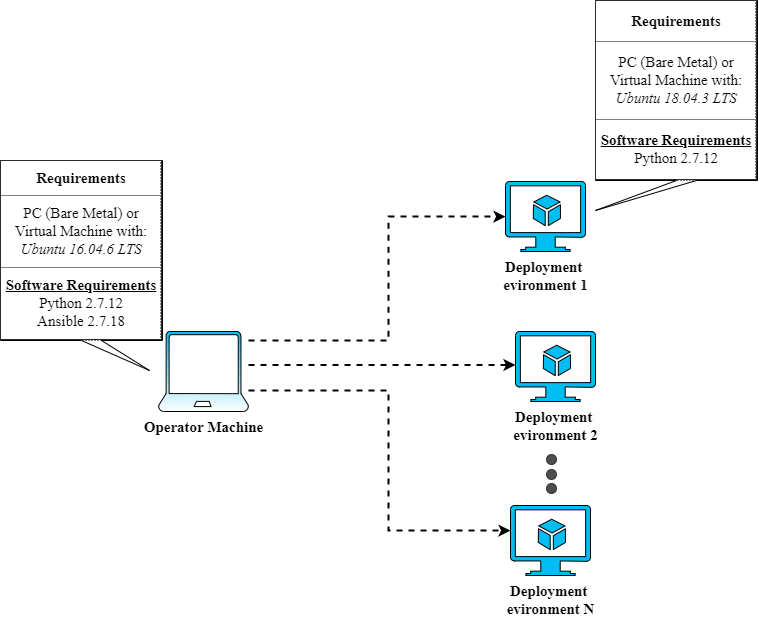 Requirements
PC (Bare Metal) or
Virtual Machine with:
Ubuntu 18.04.3 LTS
Software Requirements
Python 2.7.12
Requirements
PC (Bare Metal) or
Virtual Machine with:
Ubuntu 16.04.6 LTS
Software Requirements
Python 2.7.12
Ansible 2.7.18
Operator Machine
Deployment
evironment 1
Deployment
evironment 2
Deployment
evironment N